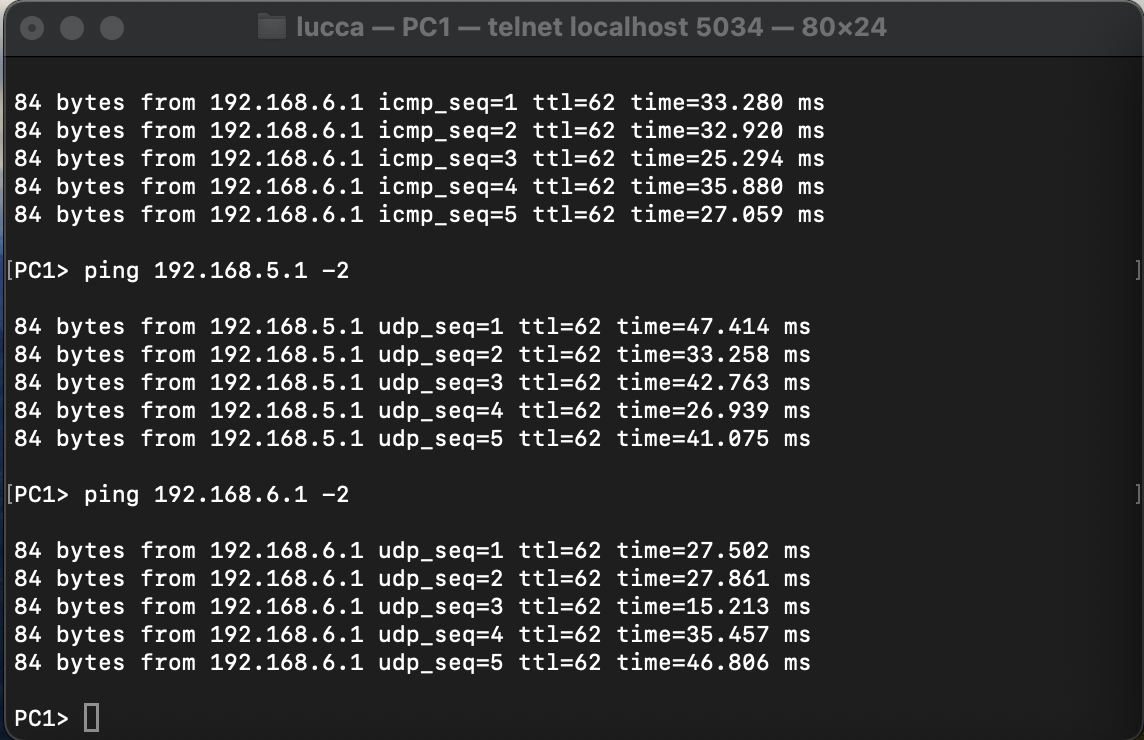 lucca — PC1 — telnet localhost 5034 — 80×24
84 bytes from 192.168.6.1 icmp_seq=1 ttl=62 time=33.280 ms
84 bytes from 192.168.6.1 icmp_seq=2 ttl=62 time=32.920 ms
84 bytes from 192.168.6.1 icmp_seq=3 ttl=62 time=25.294 ms
84 bytes from 192.168.6.1 icmp_seq=4 ttl=62 time=35.880 ms
84 bytes from 192.168.6.1 icmp_seq=5 ttl=62 time=27.059 ms
[PC1> ping 192.168.5.1 -2 ]
84 bytes from 192.168.5.1 udp_seq=1 ttl=62 time=47.414 ms
84 bytes from 192.168.5.1 udp_seq=2 ttl=62 time=33.258 ms
84 bytes from 192.168.5.1 udp_seq=3 ttl=62 time=42.763 ms
84 bytes from 192.168.5.1 udp_seq=4 ttl=62 time=26.939 ms
84 bytes from 192.168.5.1 udp_seq=5 ttl=62 time=41.075 ms
[PC1> ping 192.168.6.1 -2 ]
84 bytes from 192.168.6.1 udp_seq=1 ttl=62 time=27.502 ms
84 bytes from 192.168.6.1 udp_seq=2 ttl=62 time=27.861 ms
84 bytes from 192.168.6.1 udp_seq=3 ttl=62 time=15.213 ms
84 bytes from 192.168.6.1 udp_seq=4 ttl=62 time=35.457 ms
84 bytes from 192.168.6.1 udp_seq=5 ttl=62 time=46.806 ms
PC1>